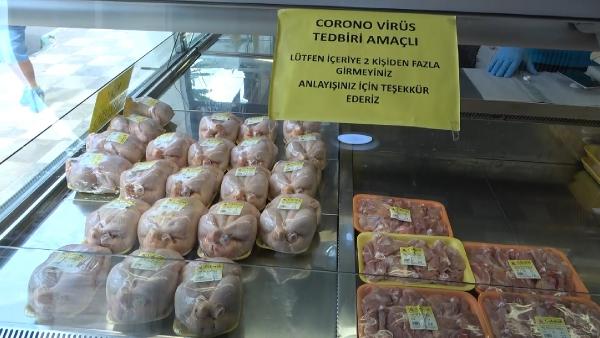 CORONO VİRÜS
TEDBİRİ AMAÇLI
LÜTFEN İÇERİYE 2 KİŞİDEN FAZLA
GİRMEYİNİZ
ANLAYIŞINIZ İÇİN TEŞEKKÜR
EDERİZ